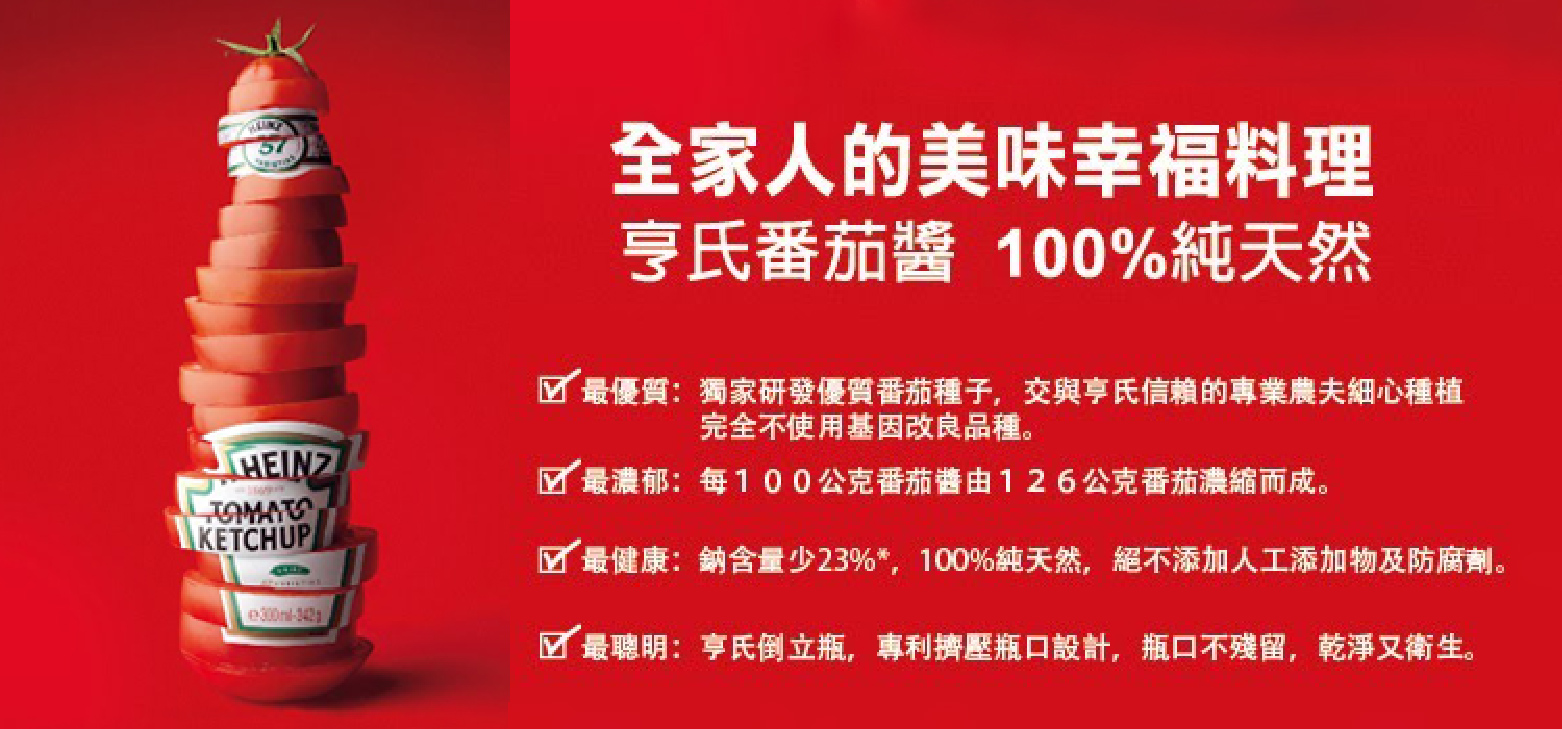 HEINZ
57
VARIETIES
HEINZ
TOMATO
KETCHUP
e300ml-342g
全家人的美味幸福料理
亨氏番茄醬 100%純天然
最優質：獨家研發優質番茄種子，交與亨氏信賴的專業農夫細心種植
完全不使用基因改良品種。
最濃郁：每１００公克番茄醬由１２６公克番茄濃縮而成。
最健康：鈉含量少23%*，100%純天然，絕不添加人工添加物及防腐劑。
最聰明：亨氏倒立瓶，專利擠壓瓶口設計，瓶口不殘留，乾淨又衛生。